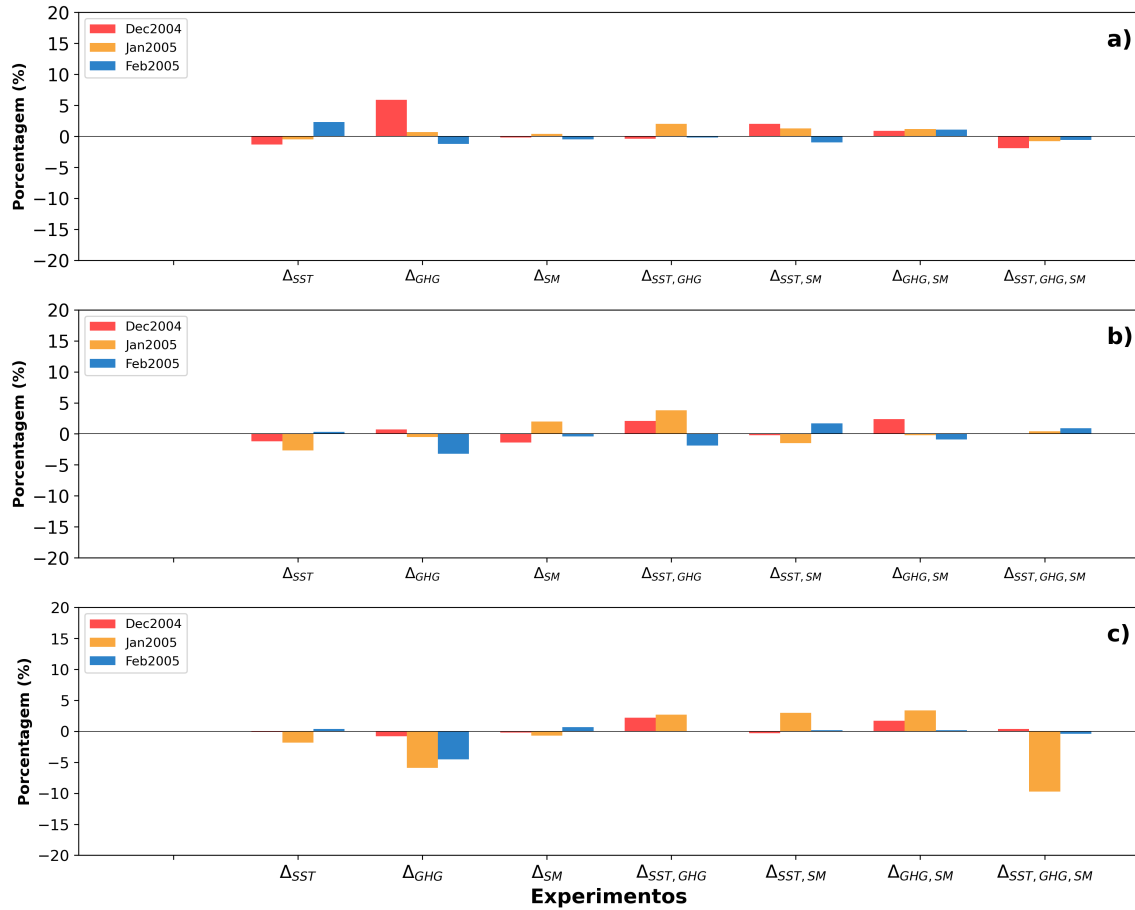 20
15
10
5
0
−5
−10
−15
−20
Porcentagem (%)
Dec2004
Jan2005
Feb2005
a)
Δ_SST Δ_GHG Δ_SM Δ_SST, GHG Δ_SST, SM Δ_GHG, SM Δ_SST, GHG, SM
20
15
10
5
0
−5
−10
−15
−20
Porcentagem (%)
Dec2004
Jan2005
Feb2005
b)
Δ_SST Δ_GHG Δ_SM Δ_SST, GHG Δ_SST, SM Δ_GHG, SM Δ_SST, GHG, SM
20
15
10
5
0
−5
−10
−15
−20
Porcentagem (%)
Dec2004
Jan2005
Feb2005
c)
Δ_SST Δ_GHG Δ_SM Δ_SST, GHG Δ_SST, SM Δ_GHG, SM Δ_SST, GHG, SM
Experimentos